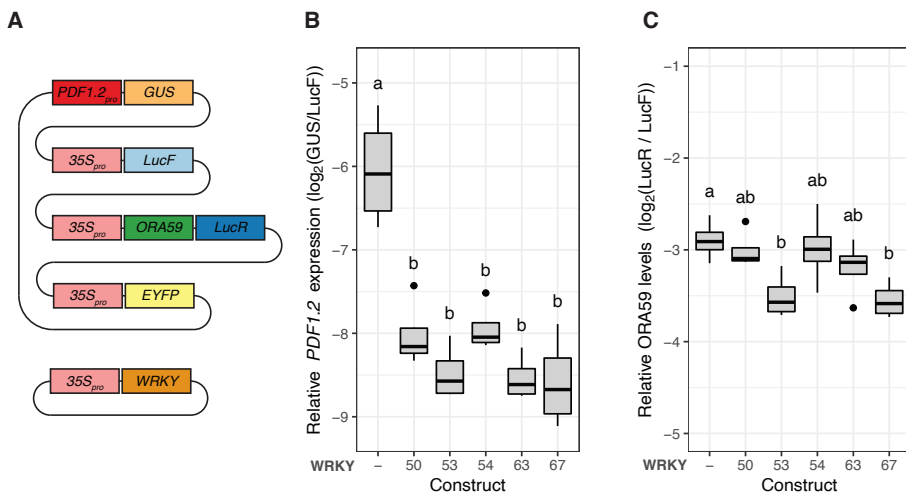 A
PDF1.2pro GUS
35Spro LucF
35Spro ORA59 LucR
35Spro EYFP
35Spro WRKY
B
Relative PDF1.2 expression (log2(GUS/LucF))
−5
−6
−7
−8
−9
a
b
b
b
b
b
WRKY – 50 53 54 63 67
Construct
C
Relative ORA59 levels (log2(LucR / LucF))
−1
−2
−3
−4
−5
a
ab
b
ab
ab
b
WRKY – 50 53 54 63 67
Construct